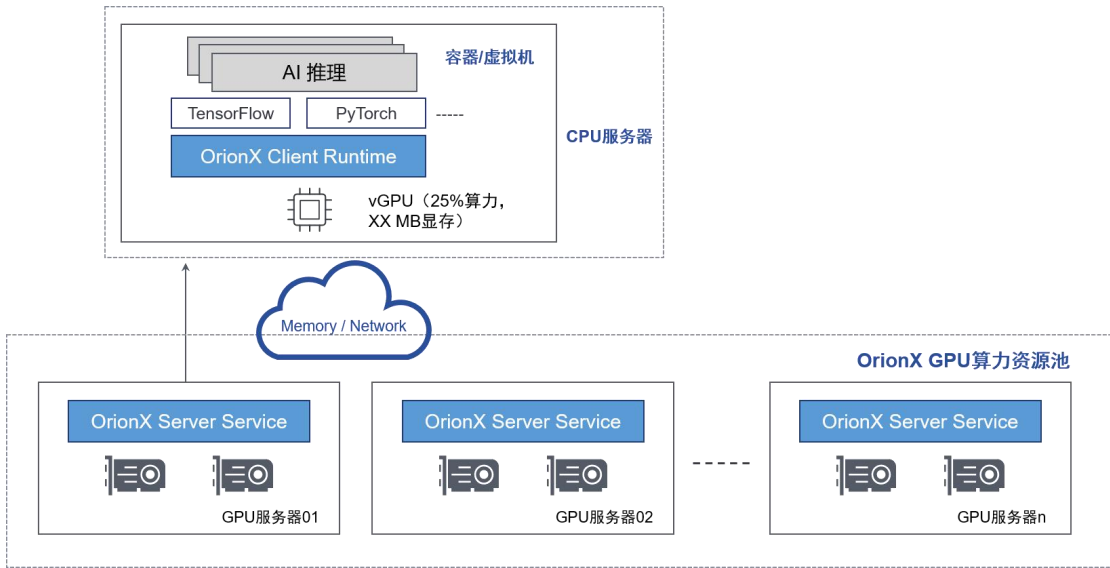 AI 推理
容器/虚拟机
TensorFlow
PyTorch
-----
CPU服务器
OrionX Client Runtime
vGPU（25%算力，
XX MB显存）
Memory / Network
OrionX GPU算力资源池
OrionX Server Service
OrionX Server Service
OrionX Server Service
GPU服务器01
GPU服务器02
GPU服务器n